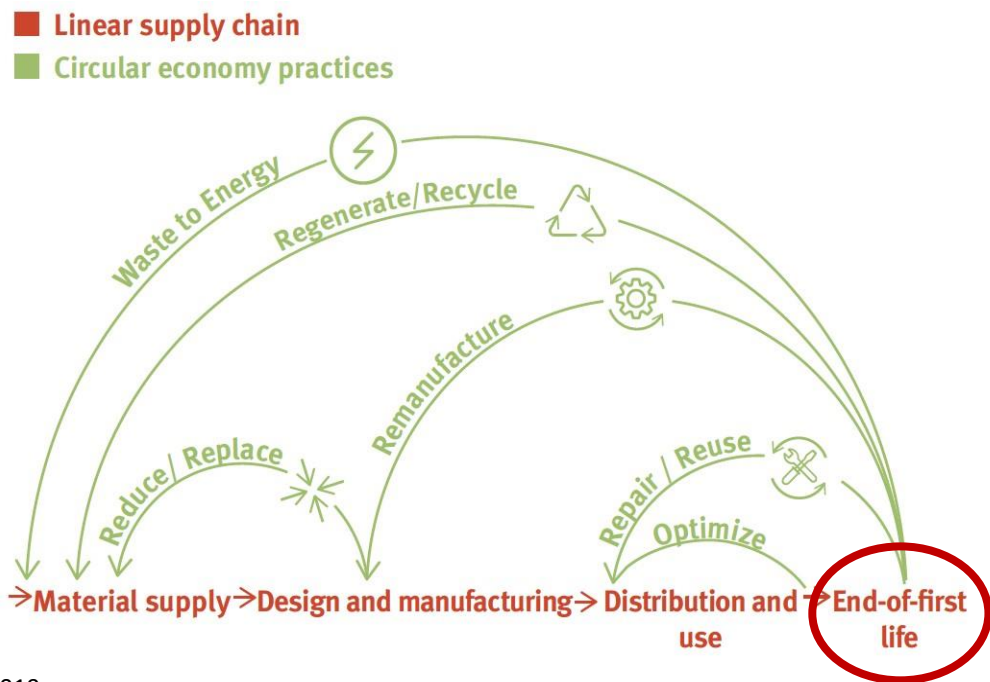 Linear supply chain
Circular economy practices
Waste to Energy
Regenerate/Recycle
Remanufacture
Reduce/ Replace
Repair / Reuse
Optimize
Material supply
Design and manufacturing
Distribution and
use
End-of-first
life